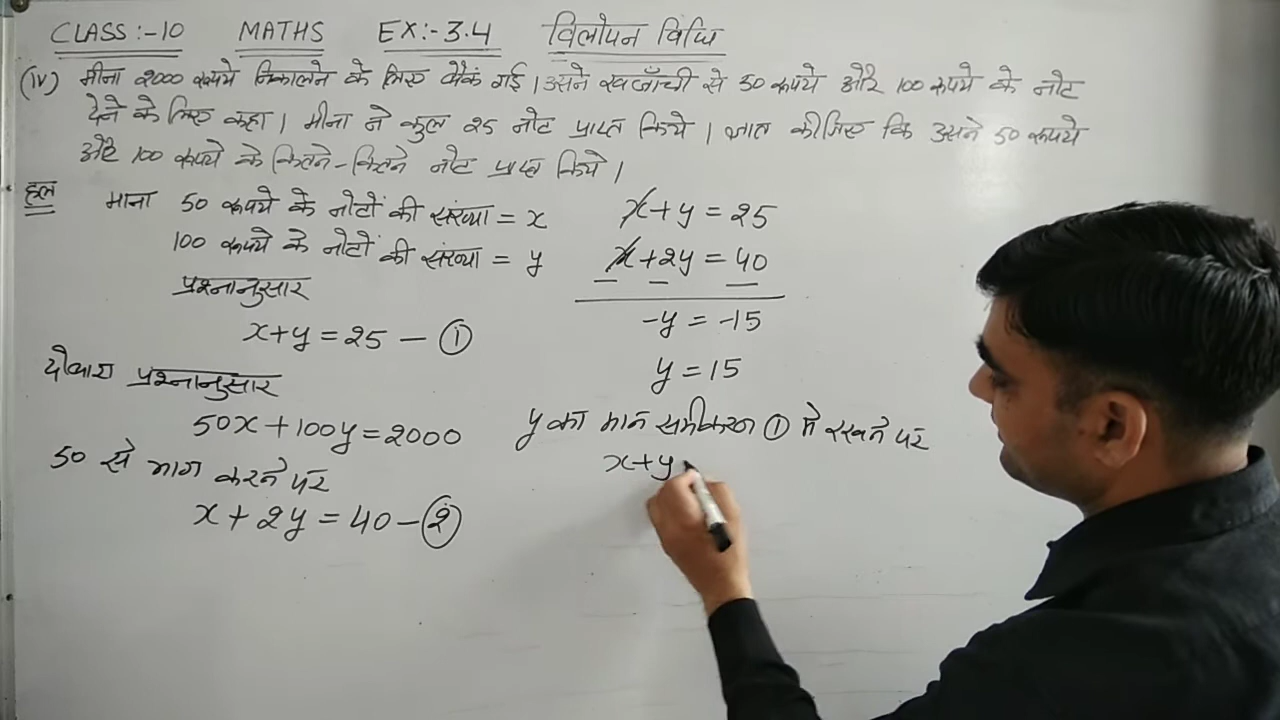 CLASS:-10 MATHS EX:-3.4 विलोपन विधि
(iv) मीना 2000 रूपये निकालने के लिए बैंक गई। उसने खजाँची से 50 रूपये और 100 रूपये के नोट
देने के लिए कहा। मीना ने कुल 25 नोट प्राप्त किये। ज्ञात कीजिए कि उसने 50 रूपये
और 100 रूपये के कितने-कितने नोट प्राप्त किये।
हल माना 50 रूपये के नोटों की संख्या = x
100 रूपये के नोटों की संख्या = y
प्रश्नानुसार
x+y = 25 — ①
दोबारा प्रश्नानुसार
50x+100y=2000
50 से भाग करने पर
x + 2y = 40 – ②
x+y = 25
x+2y = 40
— — —
-y = -15
y = 15
y का मान समीकरण ① में रखने पर
x+y